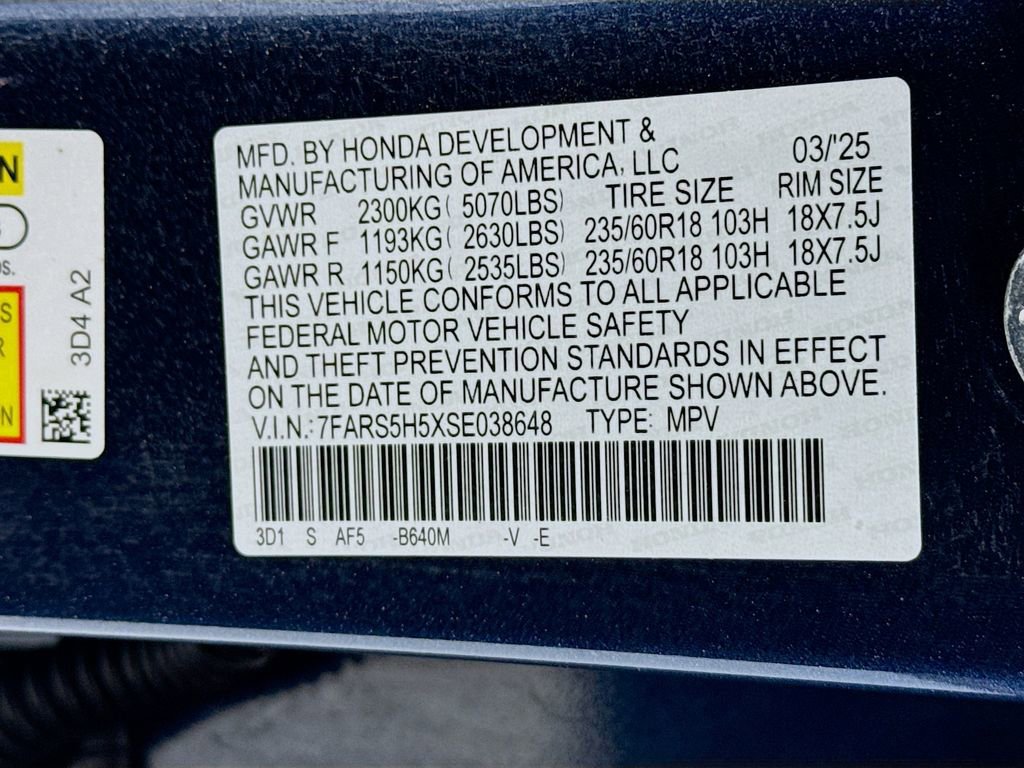 MFD. BY HONDA DEVELOPMENT &
MANUFACTURING OF AMERICA, LLC 03/'25
GVWR 2300KG( 5070LBS) TIRE SIZE RIM SIZE
GAWR F 1193KG( 2630LBS) 235/60R18 103H 18X7.5J
GAWR R 1150KG( 2535LBS) 235/60R18 103H 18X7.5J
THIS VEHICLE CONFORMS TO ALL APPLICABLE
FEDERAL MOTOR VEHICLE SAFETY
AND THEFT PREVENTION STANDARDS IN EFFECT
ON THE DATE OF MANUFACTURE SHOWN ABOVE.
V.I.N.:7FARS5H5XSE038648 TYPE: MPV
3D1 S AF5 -B640M -V -E
3D4 A2